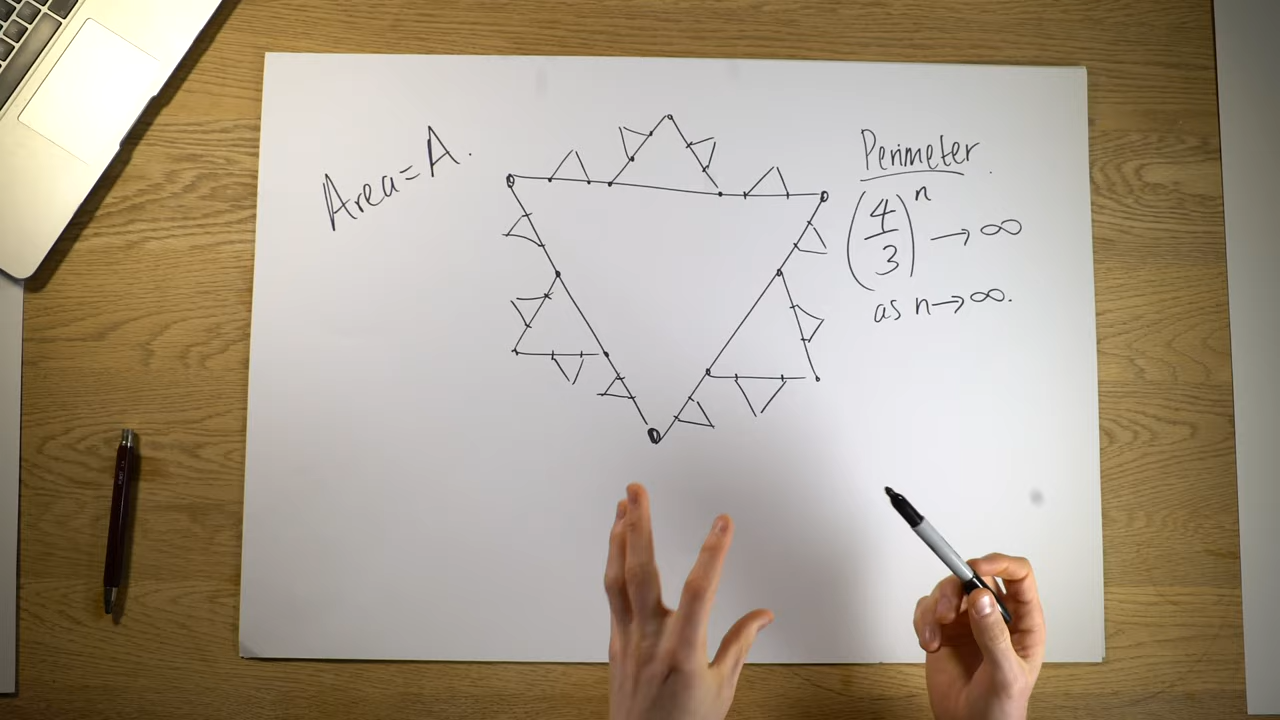 Area=A.
Perimeter
(4/3)^n → ∞
as n→∞.